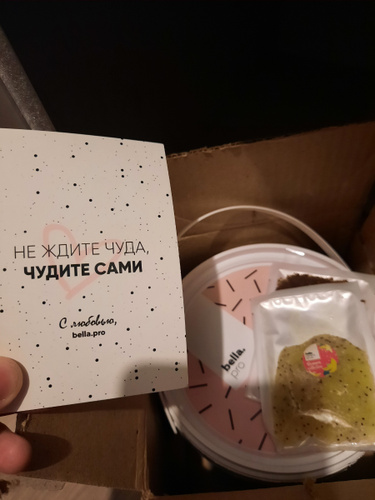 НЕ ЖДИТЕ ЧУДА,
ЧУДИТЕ САМИ
С любовью,
bella.pro
bella.
pro